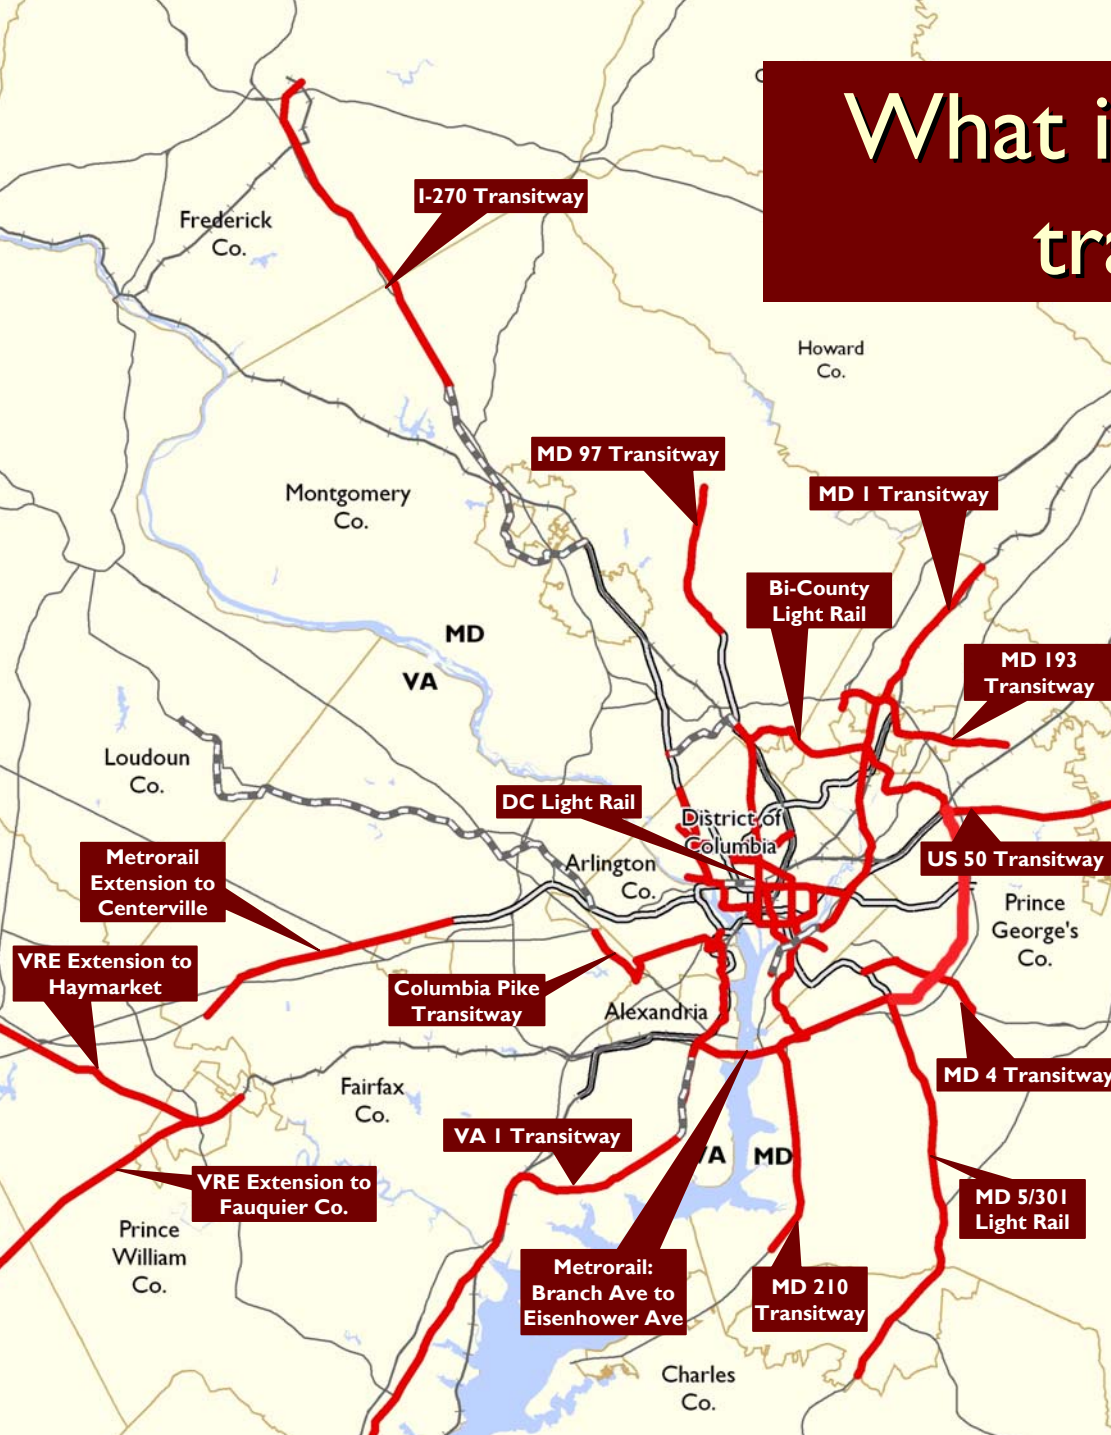 What i
tra
I-270 Transitway
Frederick
Co.
Howard
Co.
MD 97 Transitway
MD 1 Transitway
Montgomery
Co.
Bi-County
Light Rail
MD
VA
MD 193
Transitway
Loudoun
Co.
DC Light Rail
District of
Columbia
Metrorail
Extension to
Centerville
Arlington
Co.
US 50 Transitway
Prince
George's
Co.
VRE Extension to
Haymarket
Columbia Pike
Transitway
Alexandria
MD 4 Transitway
Fairfax
Co.
VA 1 Transitway
VA
MD
VRE Extension to
Fauquier Co.
MD 5/301
Light Rail
Prince
William
Co.
Metrorail:
Branch Ave to
Eisenhower Ave
MD 210
Transitway
Charles
Co.